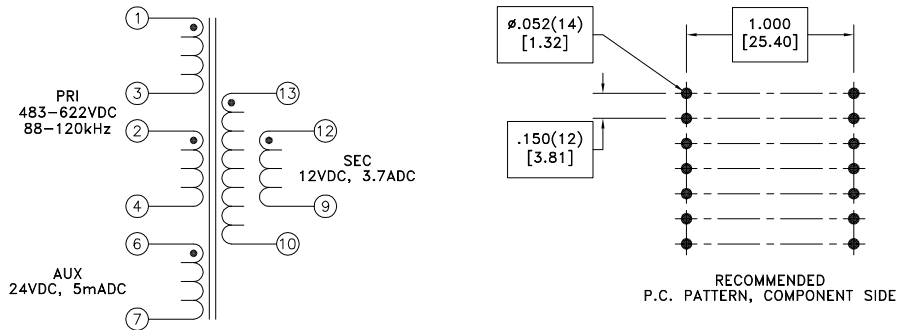 1
3
PRI
483-622VDC
88-120kHz
2
4
6
AUX
24VDC, 5mADC
7
13
12
SEC
12VDC, 3.7ADC
9
10
ø.052(14)
[1.32]
1.000
[25.40]
.150(12)
[3.81]
RECOMMENDED
P.C. PATTERN, COMPONENT SIDE